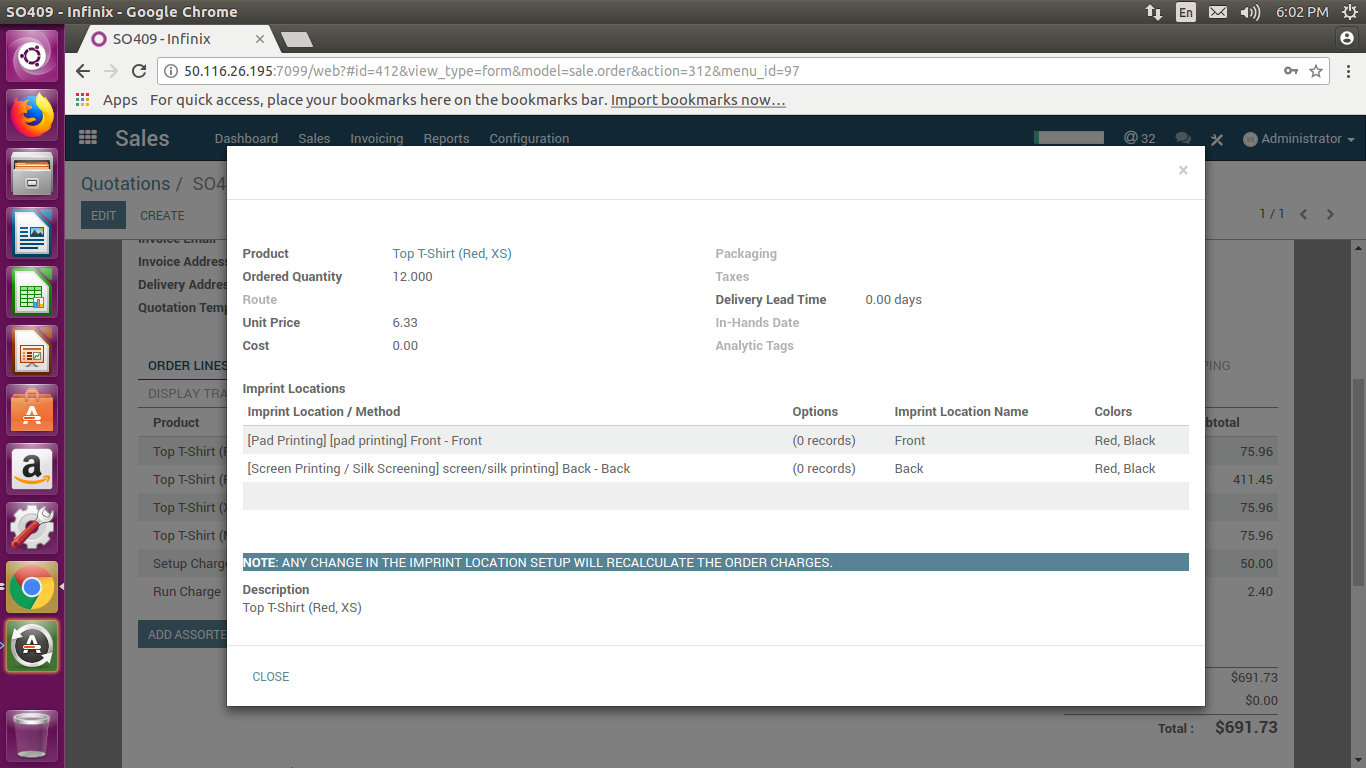 SO409 - Infinix - Google Chrome
En
6:02 PM
SO409 - Infinix
50.116.26.195:7099/web?#id=412&view_type=form&model=sale.order&action=312&menu_id=97
Apps For quick access, place your bookmarks here on the bookmarks bar. Import bookmarks now…
Sales Dashboard Sales Invoicing Reports Configuration @ 32 Administrator
Quotations / SO4
EDIT CREATE
1 / 1
Invoice Email
Invoice Addres
Delivery Addre
Quotation Temp
ORDER LINES
PING
DISPLAY TRA
Product
btotal
Top T-Shirt (
75.96
Top T-Shirt (
411.45
Top T-Shirt (
75.96
Top T-Shirt (
75.96
Setup Charg
50.00
Run Charge
2.40
ADD ASSORTE
$691.73
$0.00
Total : $691.73
×
Product Top T-Shirt (Red, XS) Packaging
Ordered Quantity 12.000 Taxes
Route Delivery Lead Time 0.00 days
Unit Price 6.33 In-Hands Date
Cost 0.00 Analytic Tags
Imprint Locations
Imprint Location / Method Options Imprint Location Name Colors
[Pad Printing] [pad printing] Front - Front (0 records) Front Red, Black
[Screen Printing / Silk Screening] screen/silk printing] Back - Back (0 records) Back Red, Black
NOTE: ANY CHANGE IN THE IMPRINT LOCATION SETUP WILL RECALCULATE THE ORDER CHARGES.
Description
Top T-Shirt (Red, XS)
CLOSE